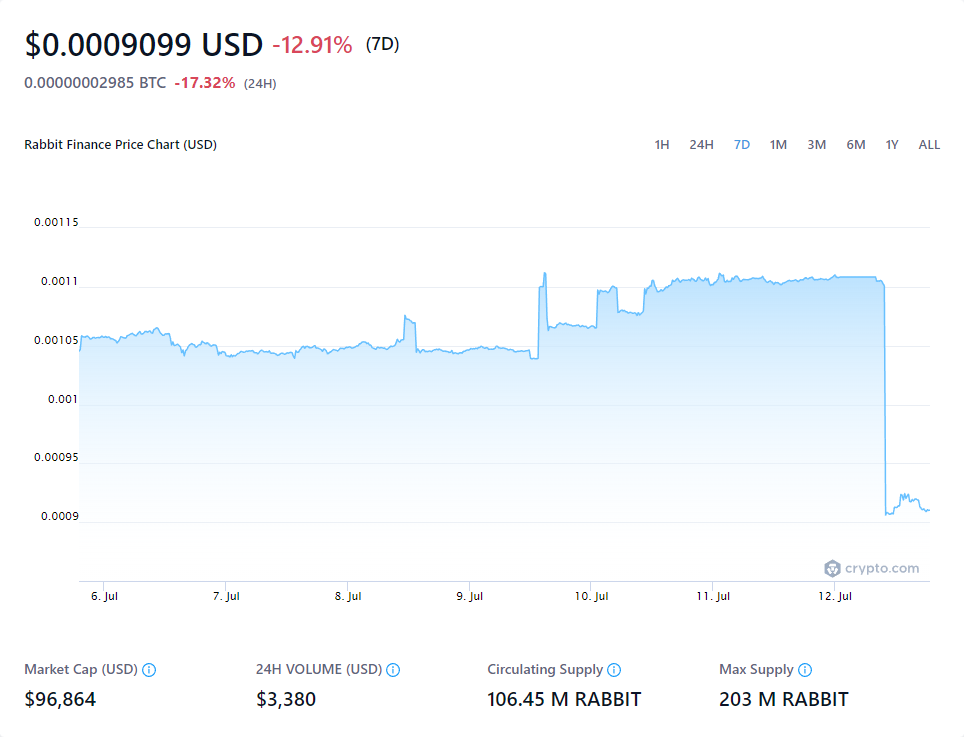 $0.0009099 USD -12.91% (7D)
0.00000002985 BTC -17.32% (24H)
Rabbit Finance Price Chart (USD) 1H 24H 7D 1M 3M 6M 1Y ALL
0.00115
0.0011
0.00105
0.001
0.00095
0.0009
crypto.com
6. Jul 7. Jul 8. Jul 9. Jul 10. Jul 11. Jul 12. Jul
Market Cap (USD) 24H VOLUME (USD) Circulating Supply Max Supply
$96,864 $3,380 106.45 M RABBIT 203 M RABBIT